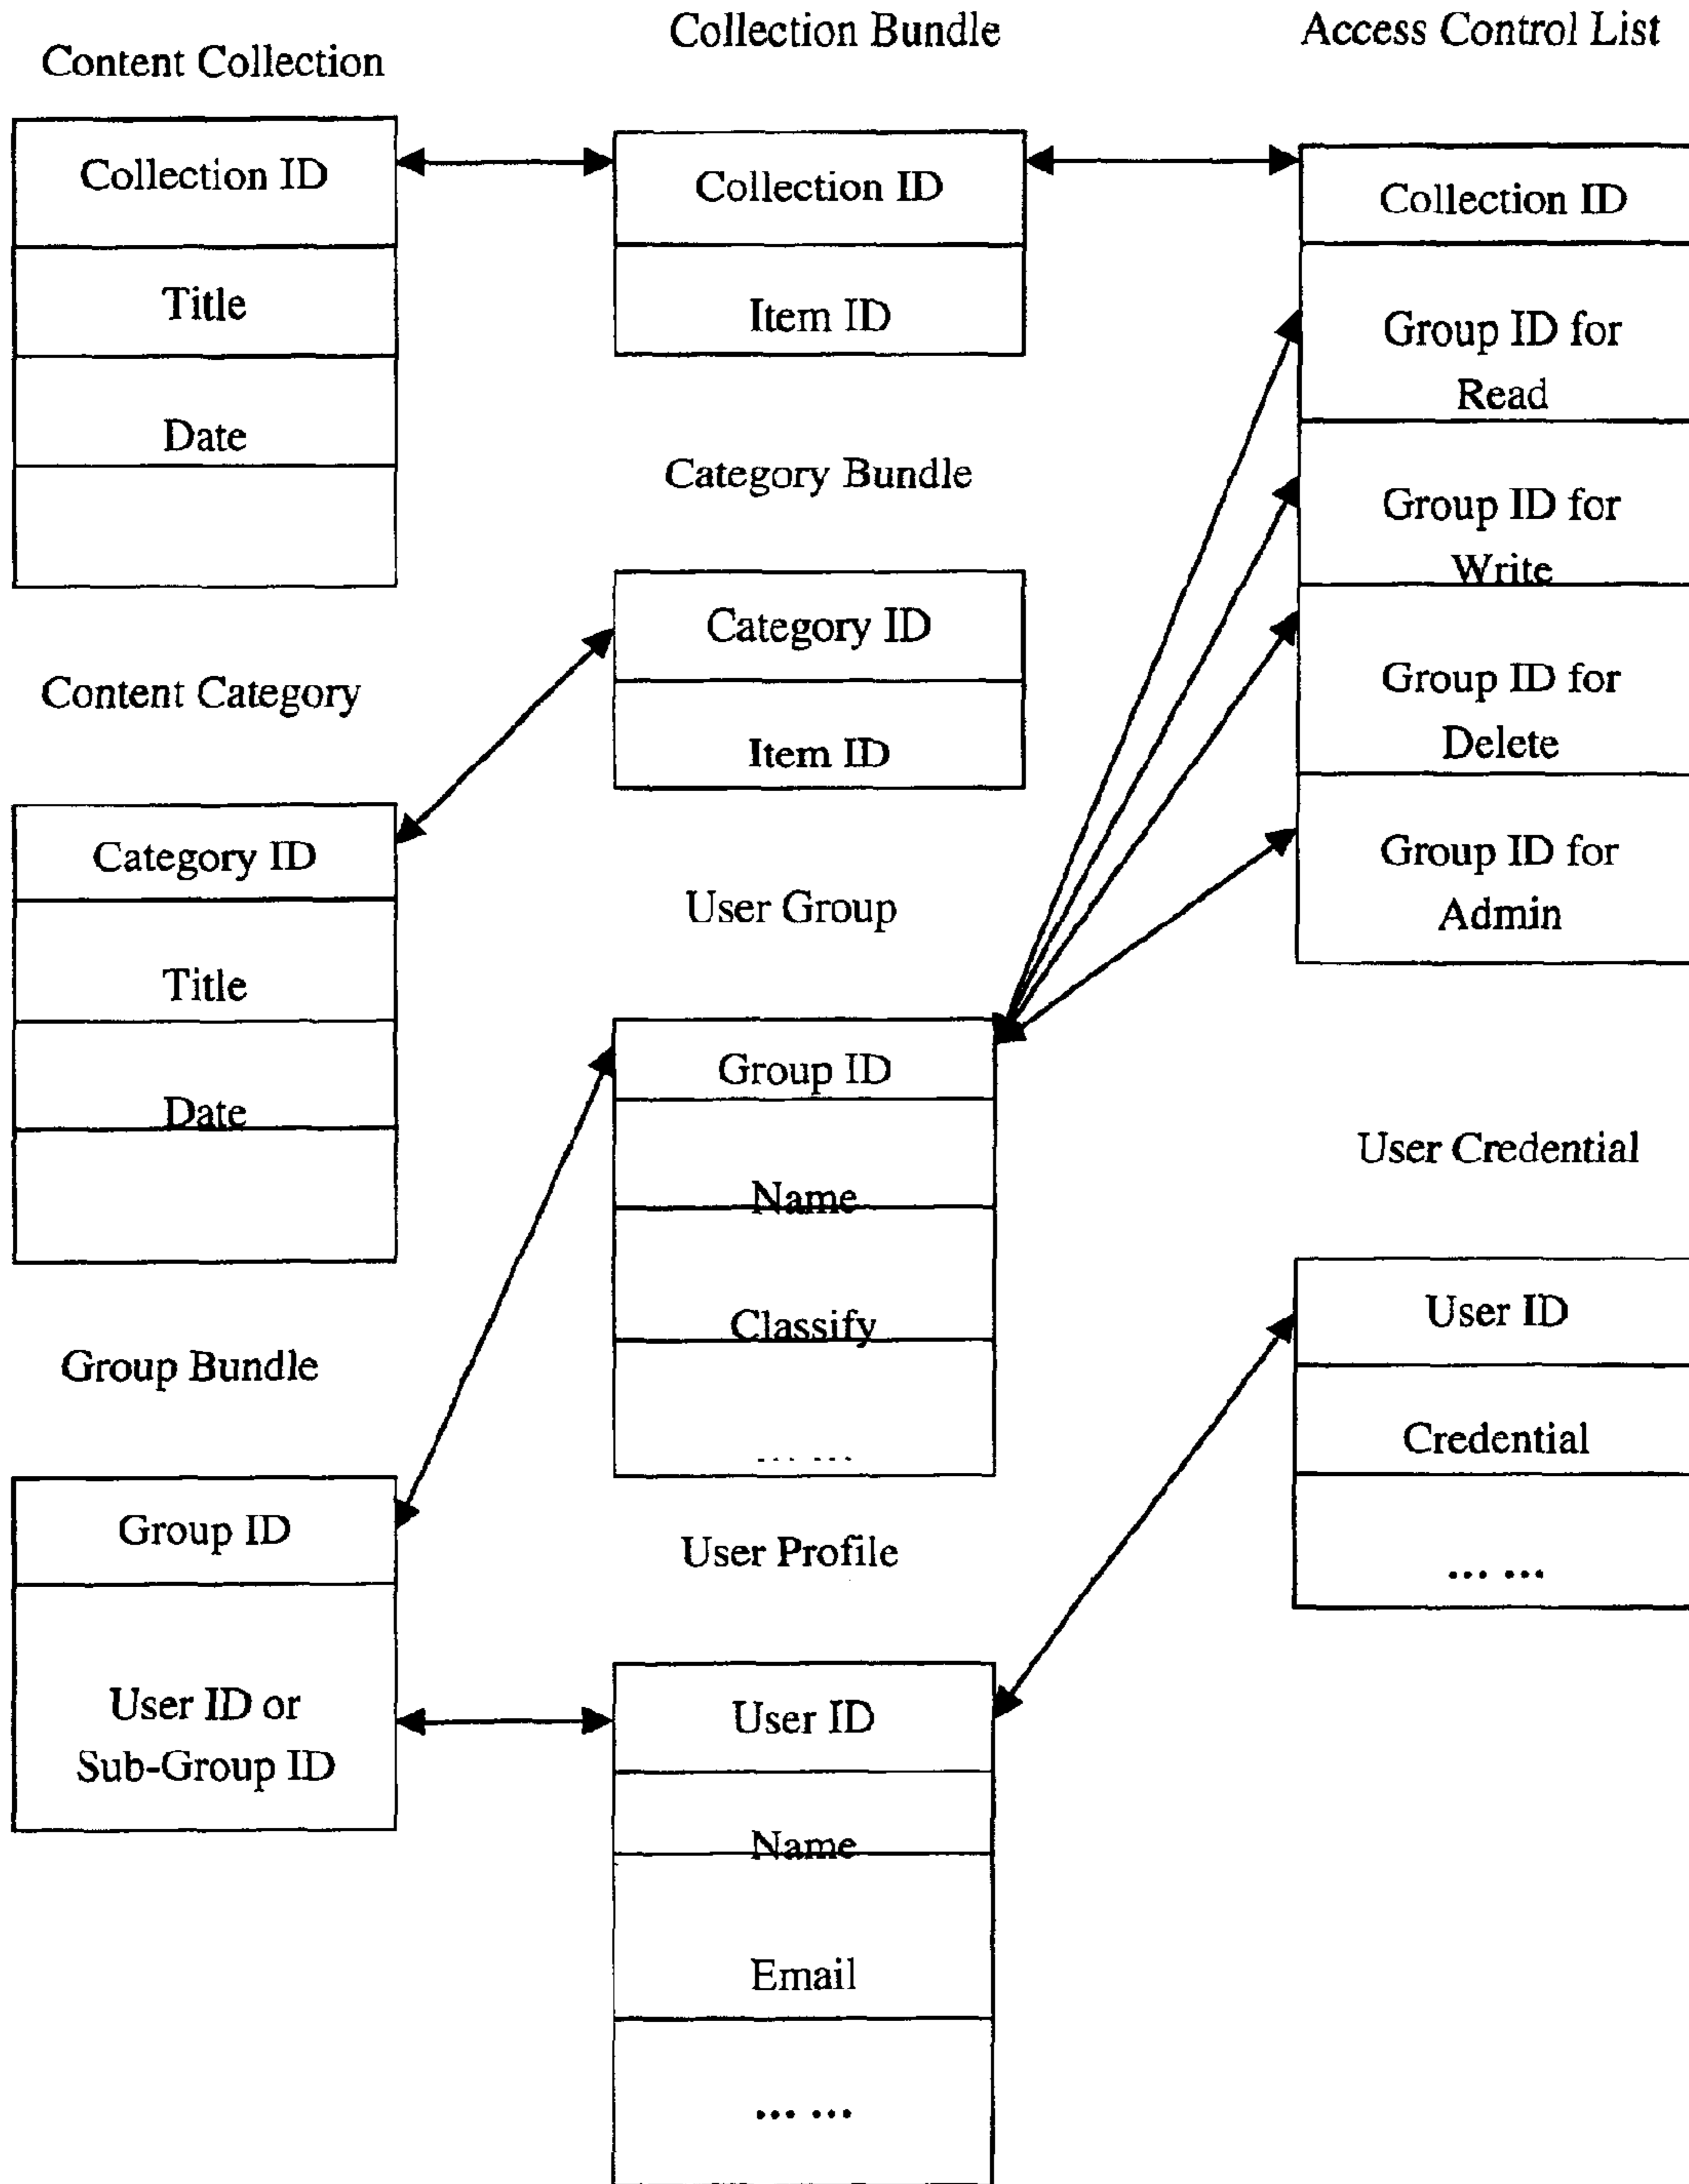 Content Collection
Collection ID
Title
Date
Content Category
Category ID
Title
Date
Group Bundle
Group ID
User ID or
Sub-Group ID
Collection Bundle
Collection ID
Item ID
Category Bundle
Category ID
Item ID
User Group
Group ID
Name
Classify
... ...
User Profile
User ID
Name
Email
... ...
Access Control List
Collection ID
Group ID for
Read
Group ID for
Write
Group ID for
Delete
Group ID for
Admin
User Credential
User ID
Credential
... ...